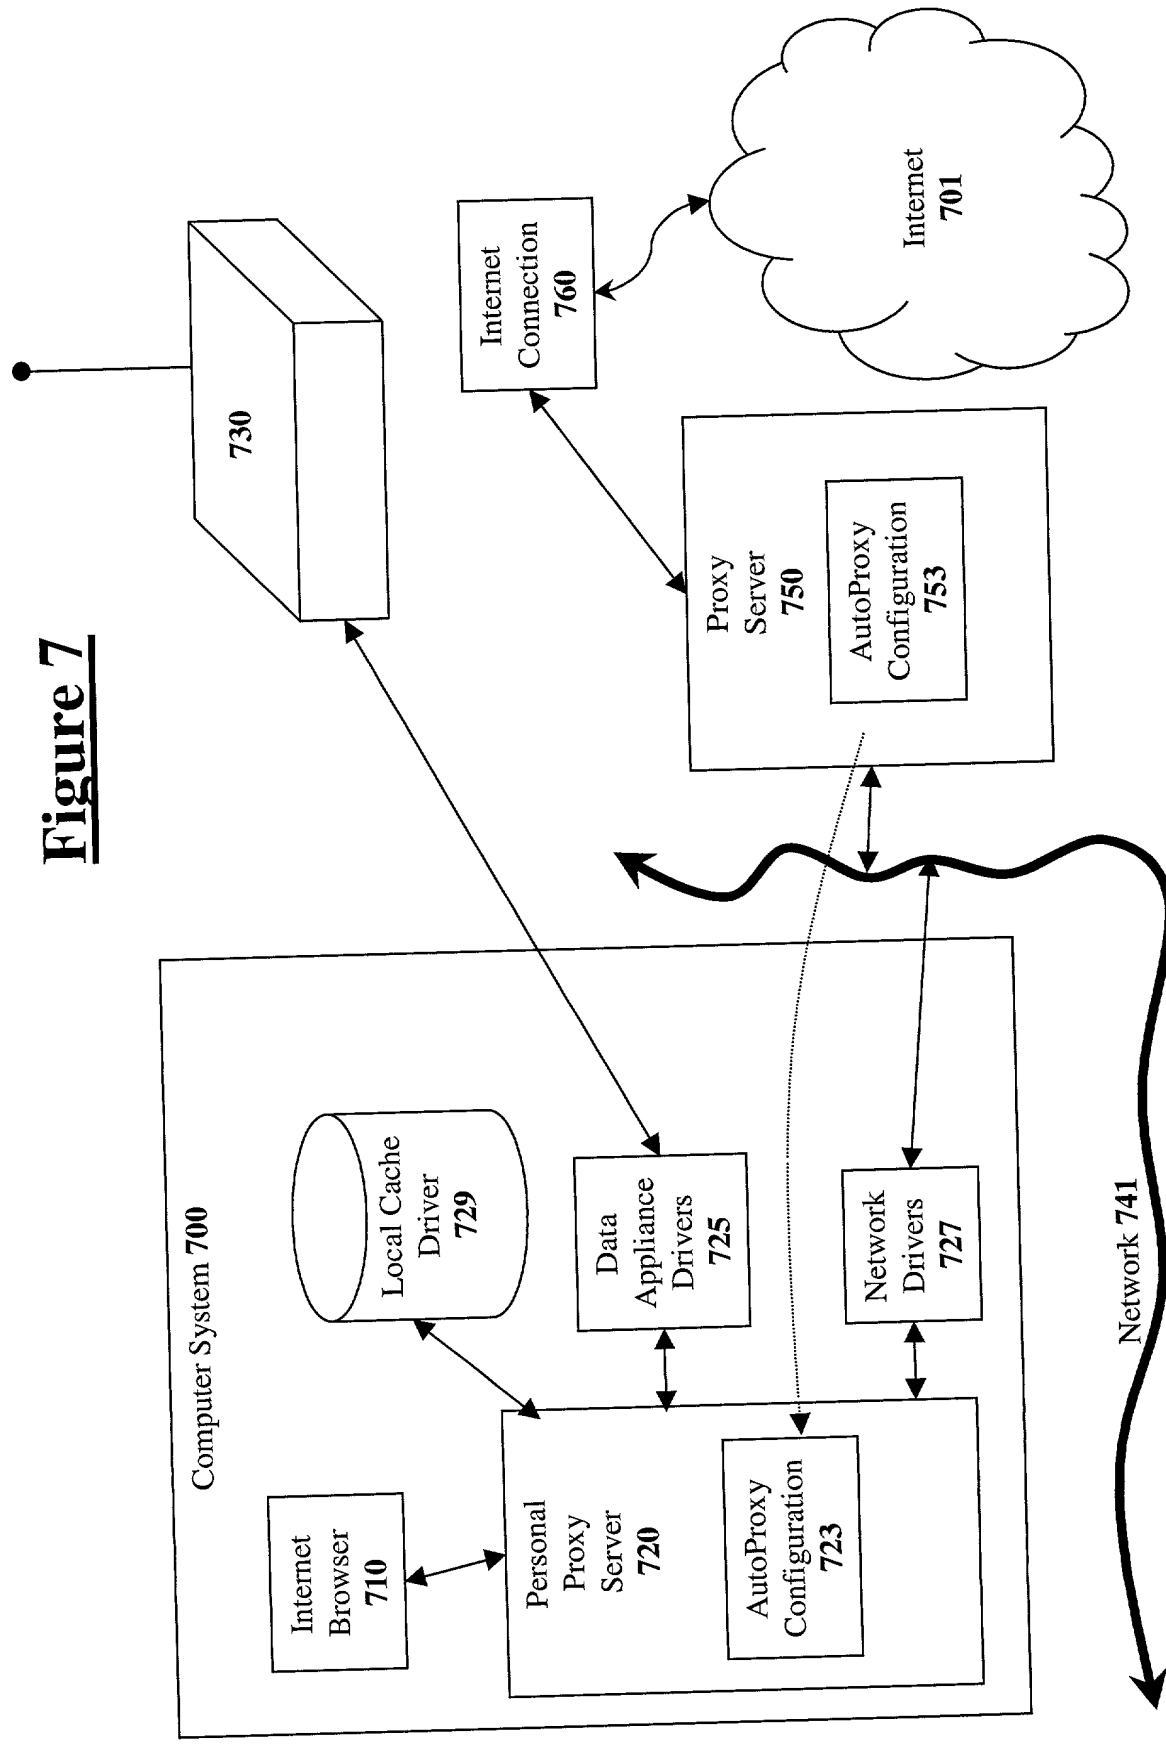 Figure 7
Computer System 700
Internet
Browser
710
Personal
Proxy
Server
720
AutoProxy
Configuration
723
Local Cache
Driver
729
Data
Appliance
Drivers
725
Network
Drivers
727
Network 741
730
Proxy
Server
750
AutoProxy
Configuration
753
Internet
Connection
760
Internet
701